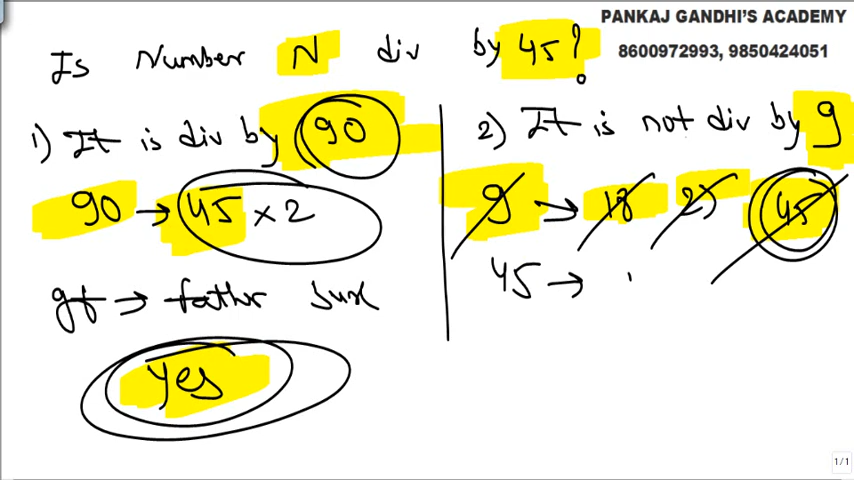 PANKAJ GANDHI'S ACADEMY
8600972993, 9850424051
Is Number N div by 45?
1) It is div by 90
90 → 45 × 2
gf → father sure
Yes
2) It is not div by 9
9 → 18 27 45
45 →
1/1